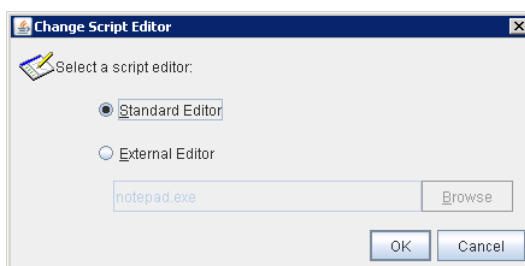 Change Script Editor
Select a script editor:
Standard Editor
External Editor
notepad.exe Browse
OK Cancel